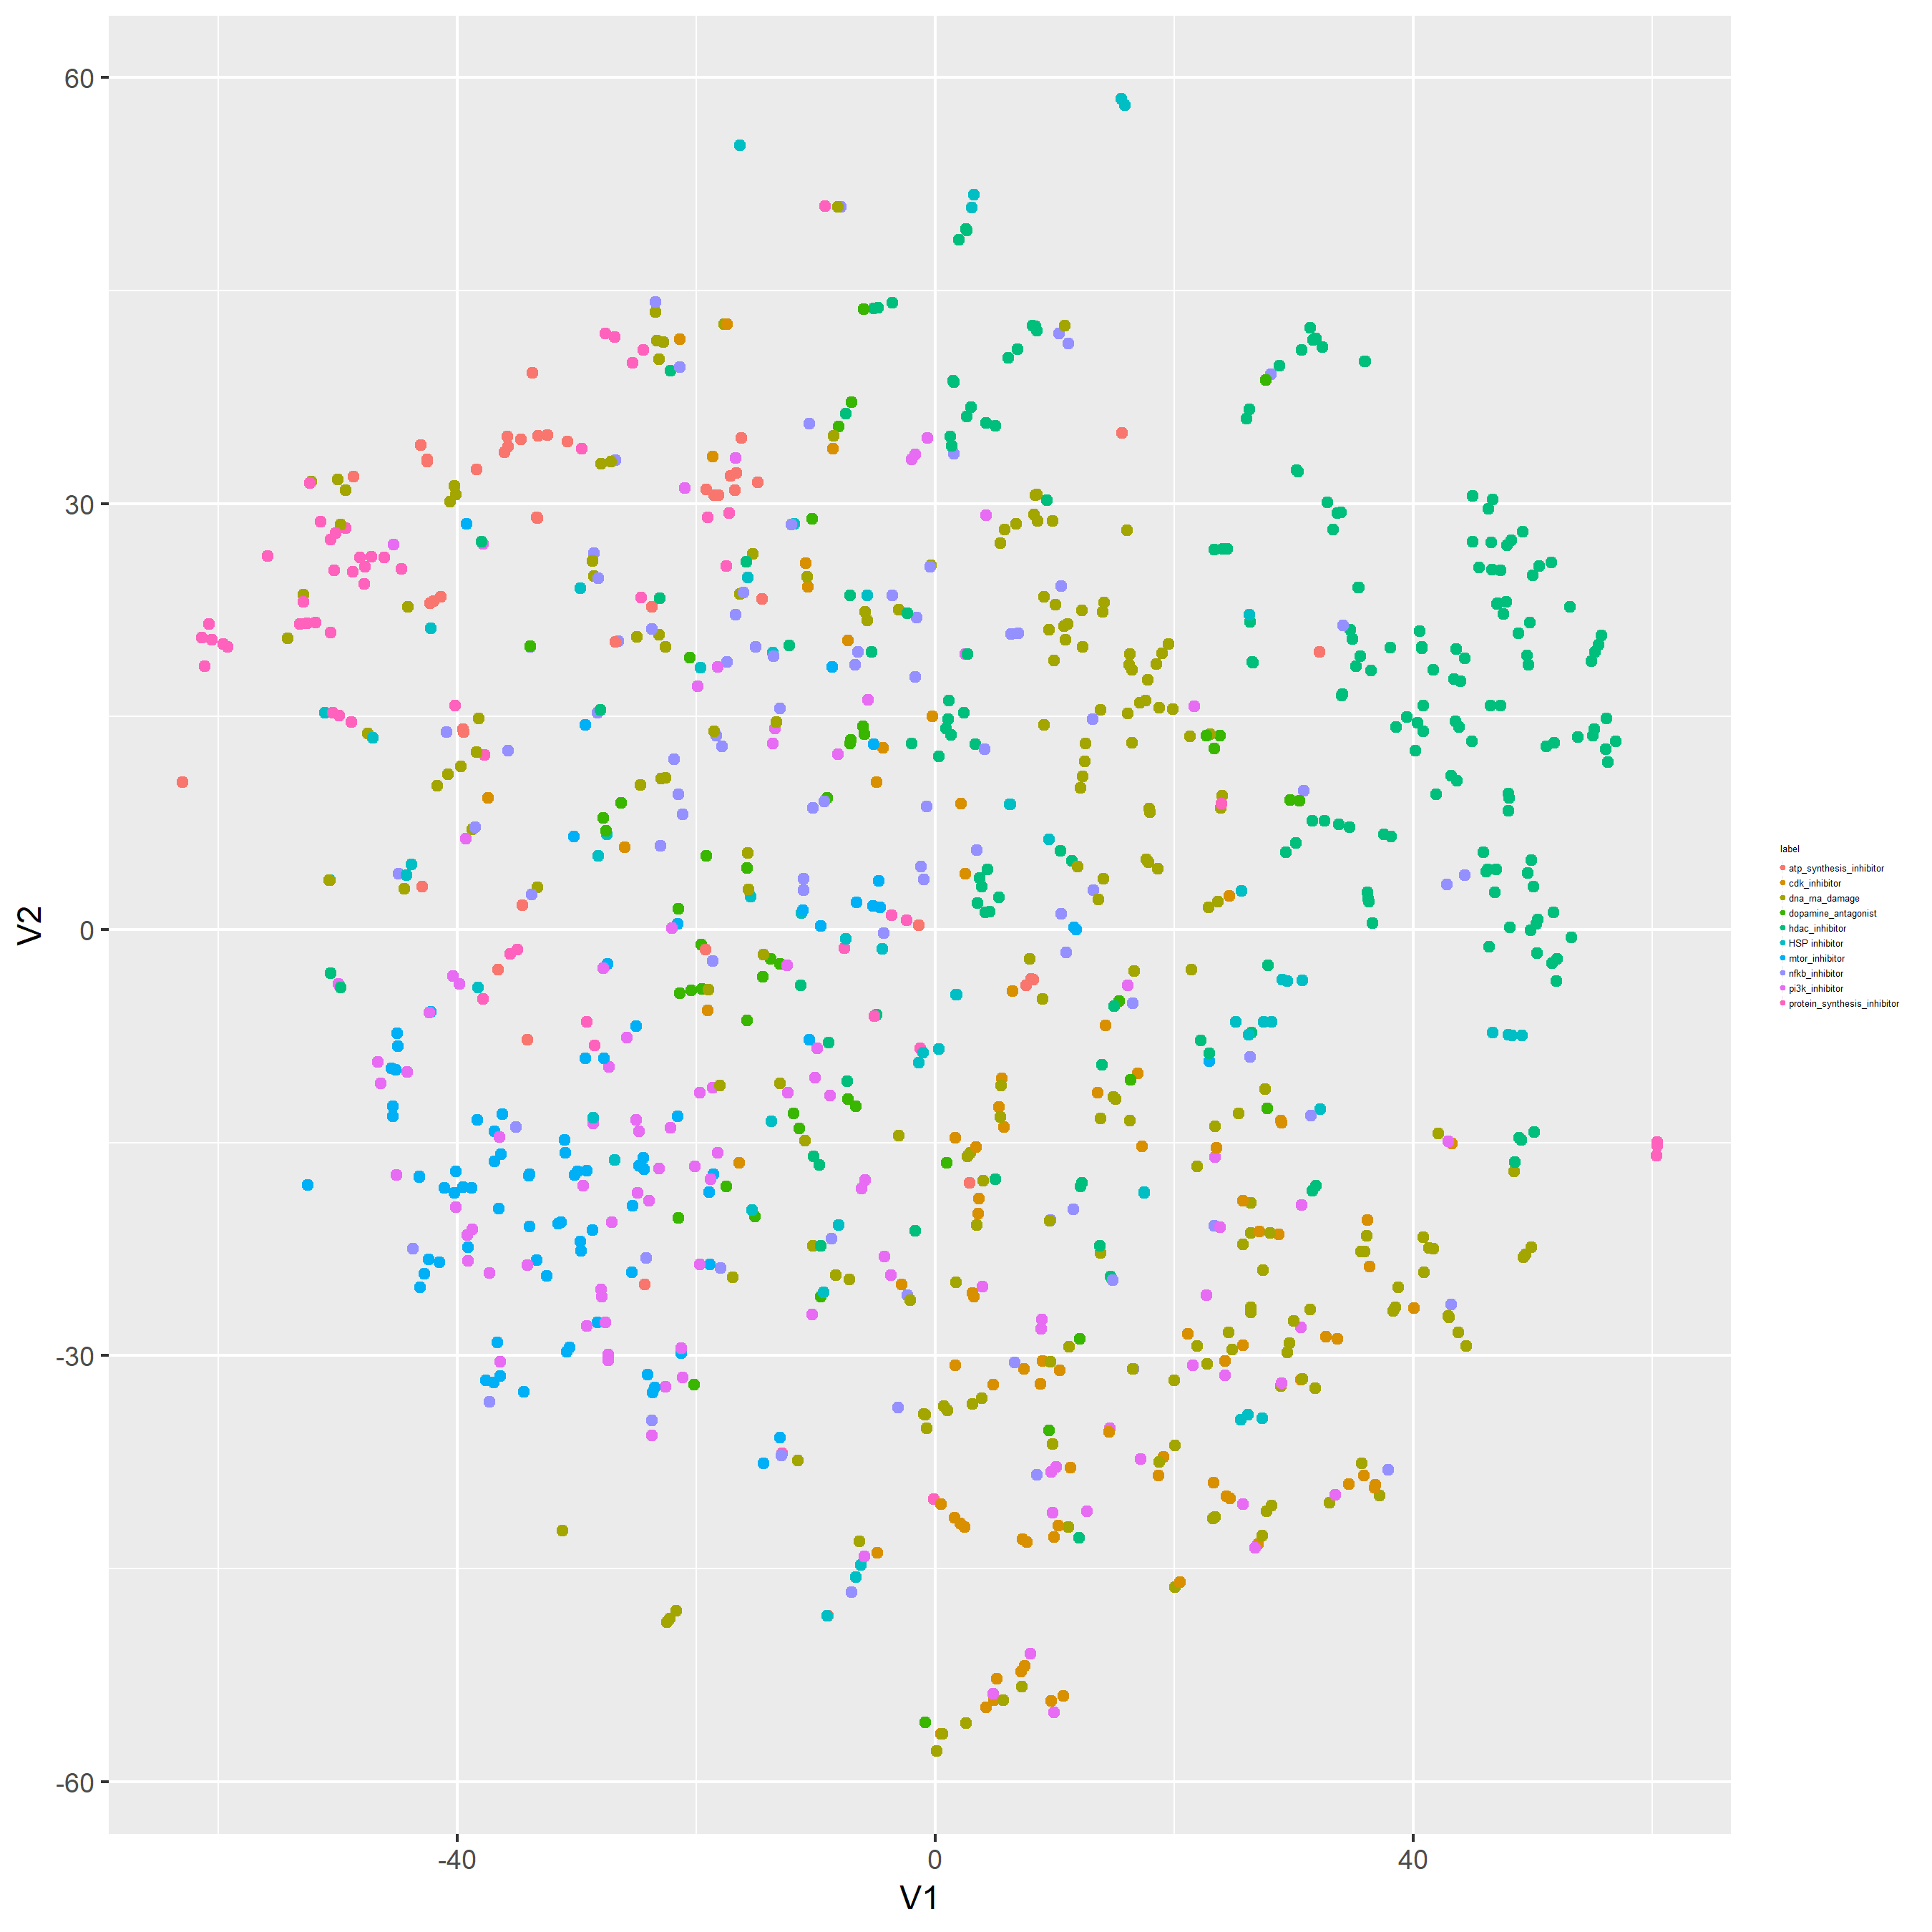 60
30
0
-30
-60
V2
-40
0
40
V1
label
atp_synthesis_inhibitor
cdk_inhibitor
dna_rna_damage
dopamine_antagonist
hdac_inhibitor
HSP inhibitor
mtor_inhibitor
nfkb_inhibitor
pi3k_inhibitor
protein_synthesis_inhibitor